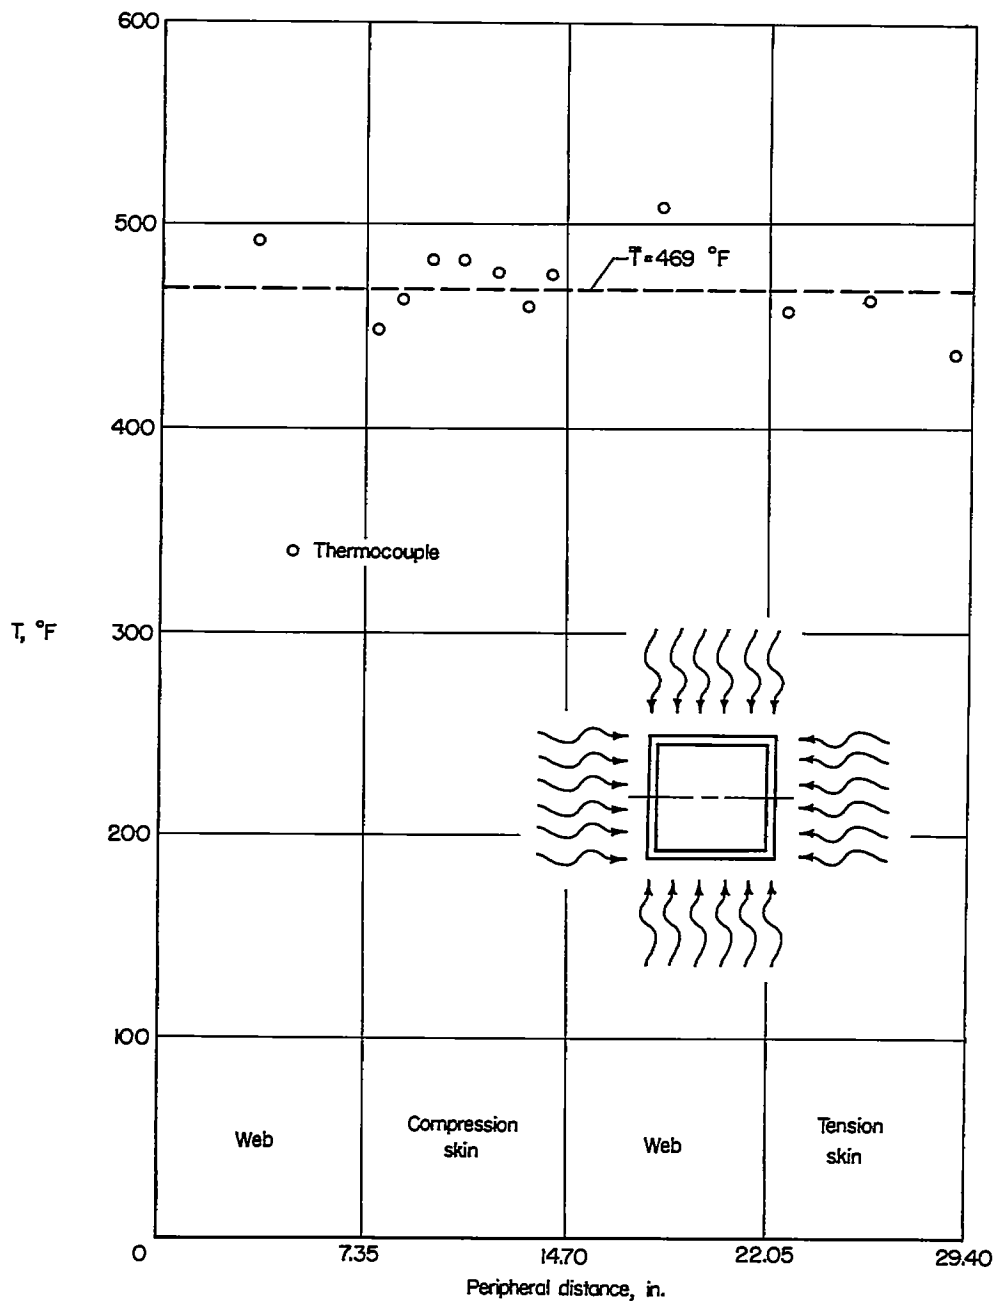 600
500
T̅=469 °F
400
Thermocouple
T, °F
300
200
100
Web
Compression
skin
Web
Tension
skin
0
7.35
14.70
22.05
29.40
Peripheral distance, in.